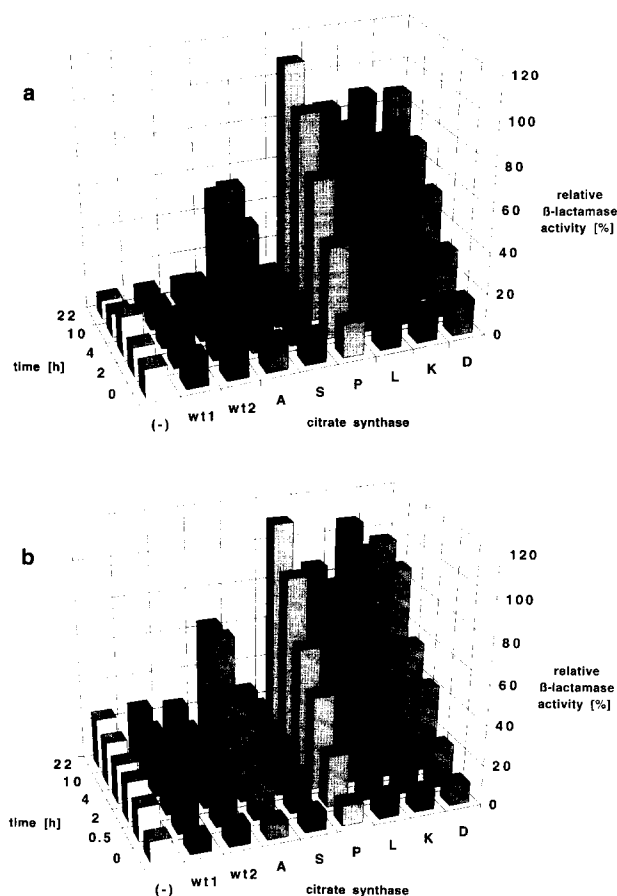 a
120
100
80
60
40
20
0
relative
ß-lactamase
activity [%]
22
10
4
2
0
time [h]
(-)
wt1
wt2
A
S
P
L
K
D
citrate synthase
b
120
100
80
60
40
20
0
relative
ß-lactamase
activity [%]
22
10
4
2
0.5
0
time [h]
(-)
wt1
wt2
A
S
P
L
K
D
citrate synthase